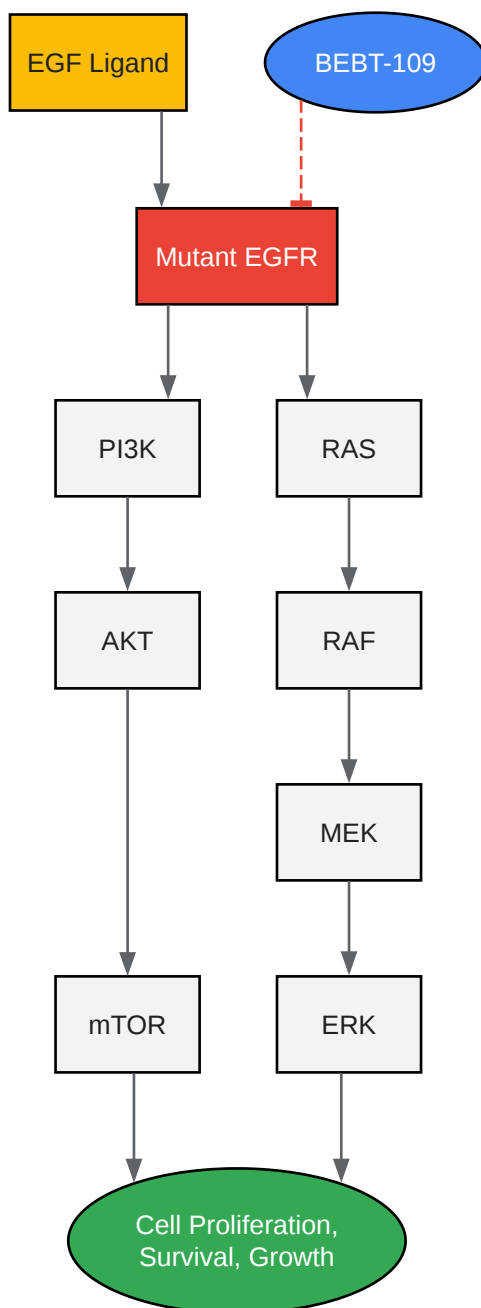 EGF Ligand
BEBT-109
Mutant EGFR
PI3K
RAS
AKT
RAF
MEK
mTOR
ERK
Cell Proliferation,
Survival, Growth